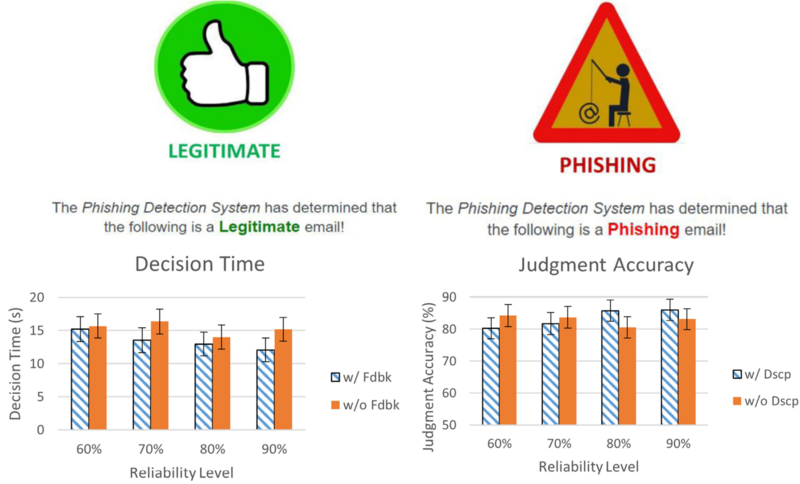 LEGITIMATE
The Phishing Detection System has determined that
the following is a Legitimate email!
@
PHISHING
The Phishing Detection System has determined that
the following is a Phishing email!
Decision Time
Decision Time (s)
20
15
10
5
0
60% 70% 80% 90%
Reliability Level
w/ Fdbk
w/o Fdbk
Judgment Accuracy
Judgment Accuracy (%)
90
80
70
60
50
60% 70% 80% 90%
Reliability Level
w/ Dscp
w/o Dscp